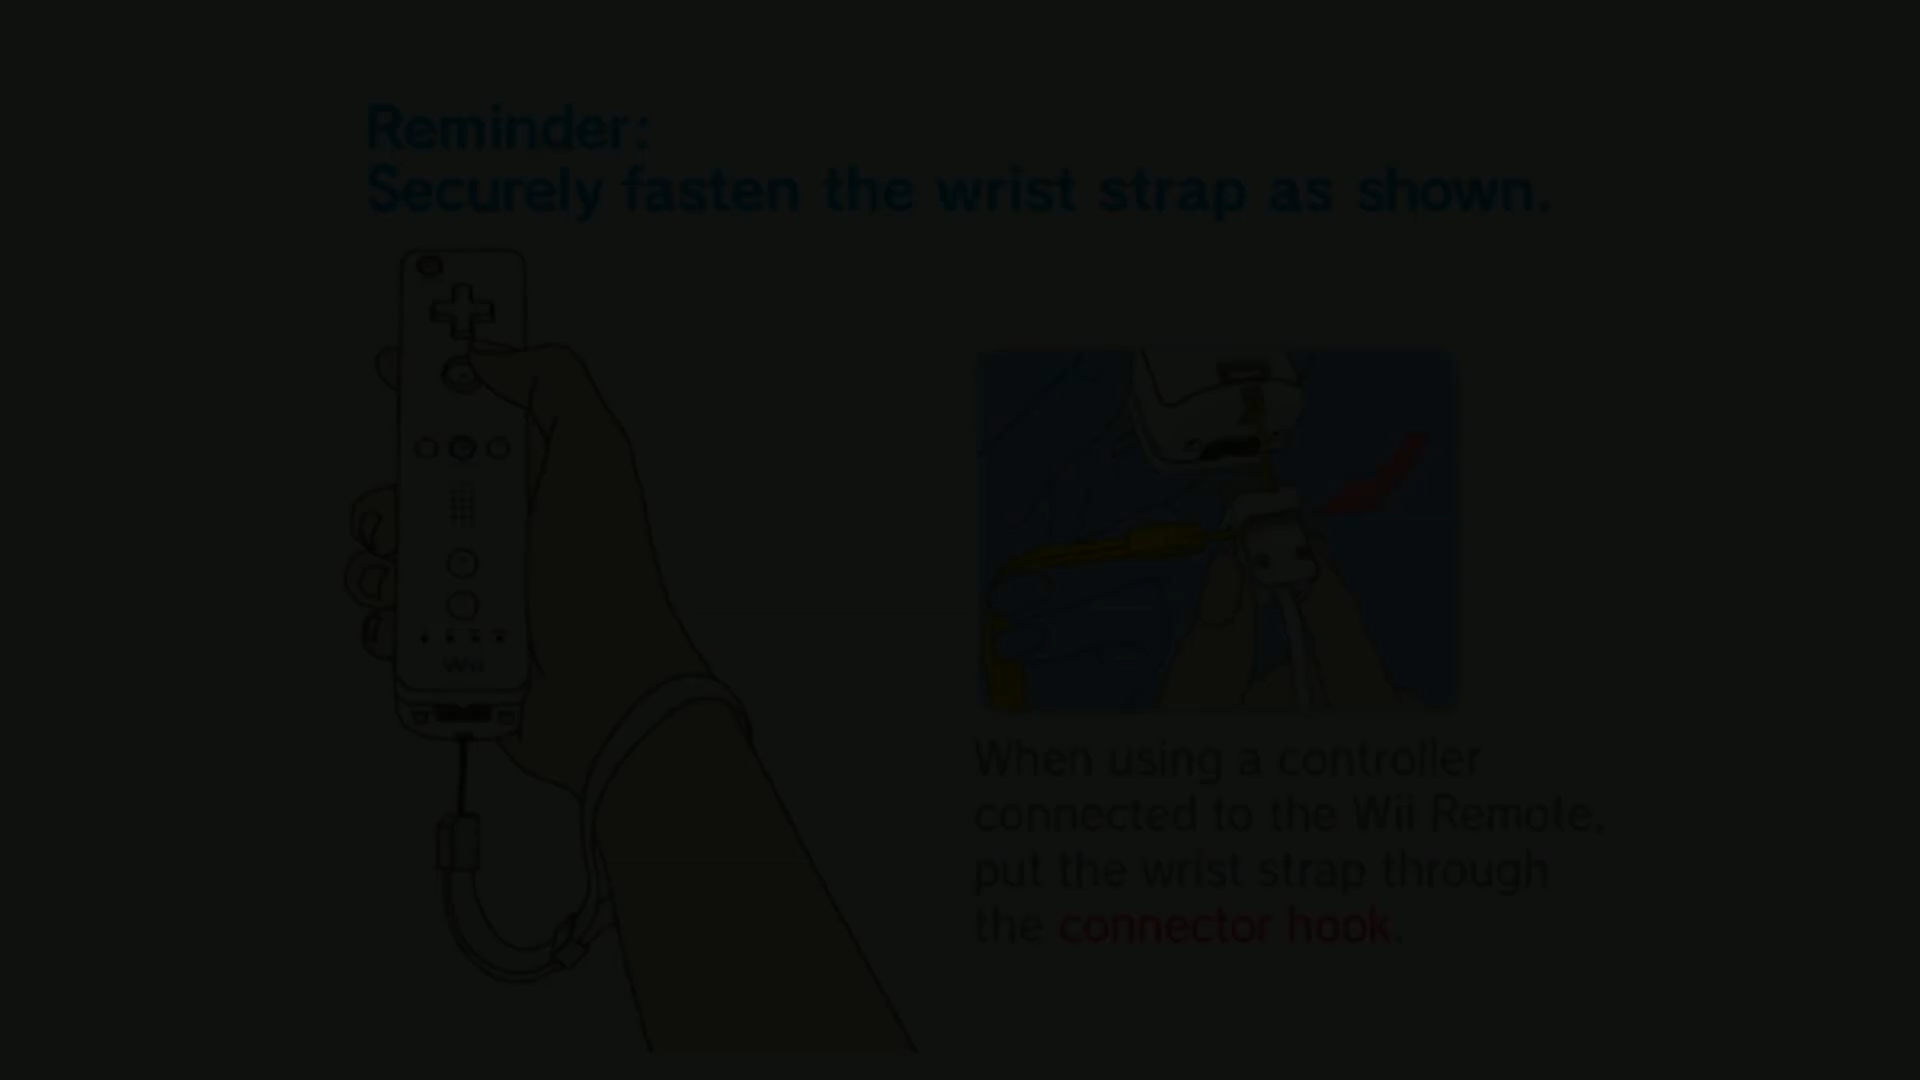 Reminder:
Securely fasten the wrist strap as shown.
Wii
When using a controller
connected to the Wii Remote,
put the wrist strap through
the connector hook.